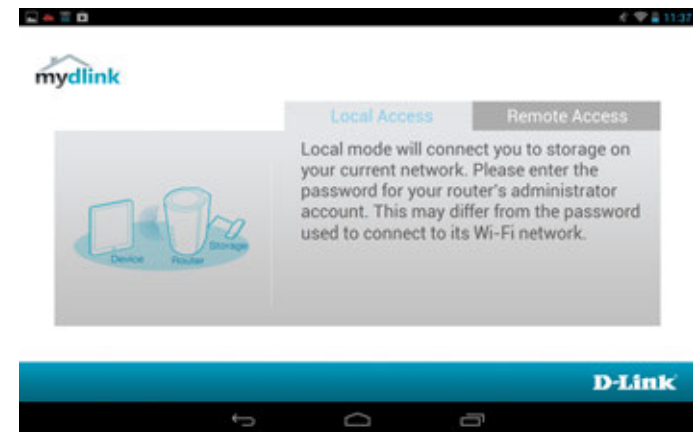 11:37
mydlink
Local Access
Remote Access
Local mode will connect you to storage on
your current network. Please enter the
password for your router's administrator
account. This may differ from the password
used to connect to its Wi-Fi network.
Storage
Device
Router
D-Link